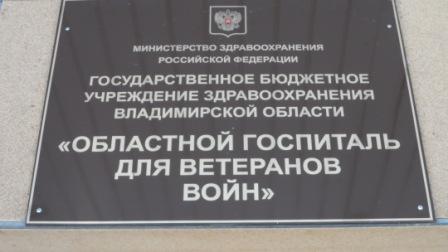 МИНИСТЕРСТВО ЗДРАВООХРАНЕНИЯ
РОССИЙСКОЙ ФЕДЕРАЦИИ
ГОСУДАРСТВЕННОЕ БЮДЖЕТНОЕ
УЧРЕЖДЕНИЕ ЗДРАВООХРАНЕНИЯ
ВЛАДИМИРСКОЙ ОБЛАСТИ
«ОБЛАСТНОЙ ГОСПИТАЛЬ
ДЛЯ ВЕТЕРАНОВ
ВОЙН»